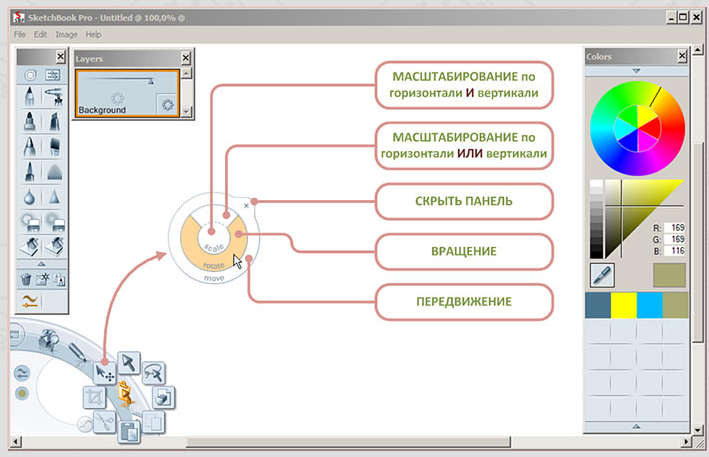 SketchBook Pro - Untitled @ 100,0% @
File Edit Image Help
Layers
Background
Colors
R: 169
G: 169
B: 116
МАСШТАБИРОВАНИЕ по
горизонтали И вертикали
МАСШТАБИРОВАНИЕ по
горизонтали ИЛИ вертикали
СКРЫТЬ ПАНЕЛЬ
ВРАЩЕНИЕ
ПЕРЕДВИЖЕНИЕ
scale
rotate
move